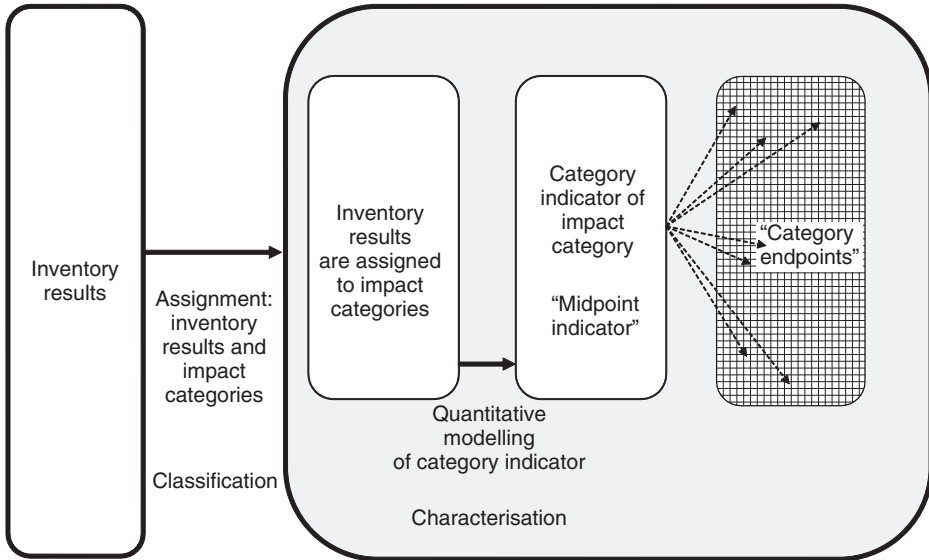 Inventory
results
Assignment:
inventory
results and
impact
categories
Classification
Inventory
results
are assigned
to impact
categories
Quantitative
modelling
of category indicator
Characterisation
Category
indicator of
impact
category
“Midpoint
indicator”
“Category
endpoints”